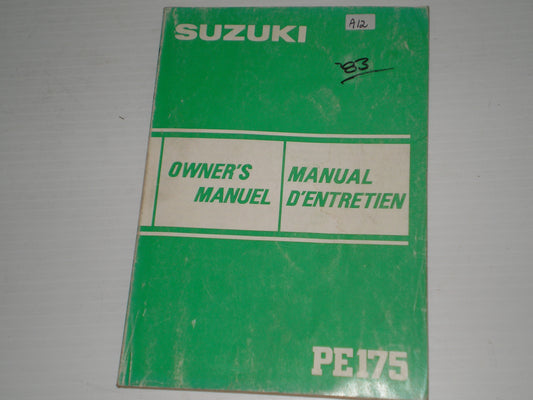 SUZUKI
A12
'83
OWNER'S
MANUEL
MANUAL
D'ENTRETIEN
PE175